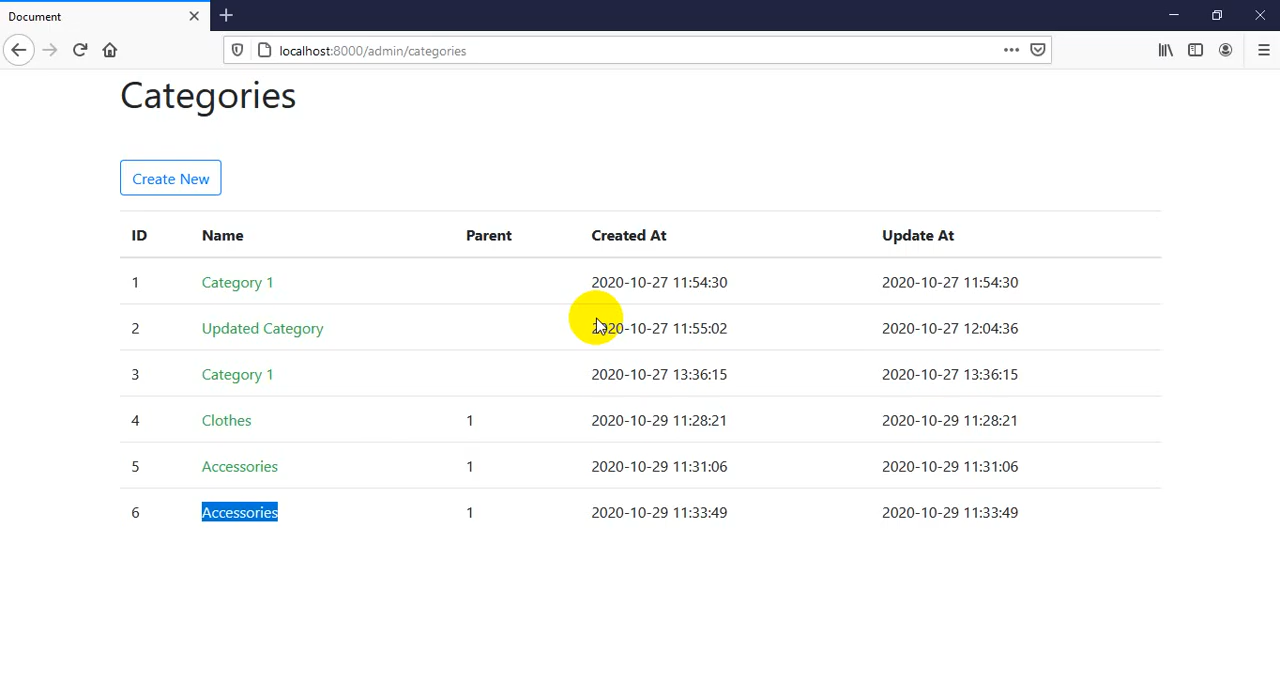 Document
localhost:8000/admin/categories
Categories
Create New
ID Name Parent Created At Update At
1 Category 1 2020-10-27 11:54:30 2020-10-27 11:54:30
2 Updated Category 2020-10-27 11:55:02 2020-10-27 12:04:36
3 Category 1 2020-10-27 13:36:15 2020-10-27 13:36:15
4 Clothes 1 2020-10-29 11:28:21 2020-10-29 11:28:21
5 Accessories 1 2020-10-29 11:31:06 2020-10-29 11:31:06
6 Accessories 1 2020-10-29 11:33:49 2020-10-29 11:33:49